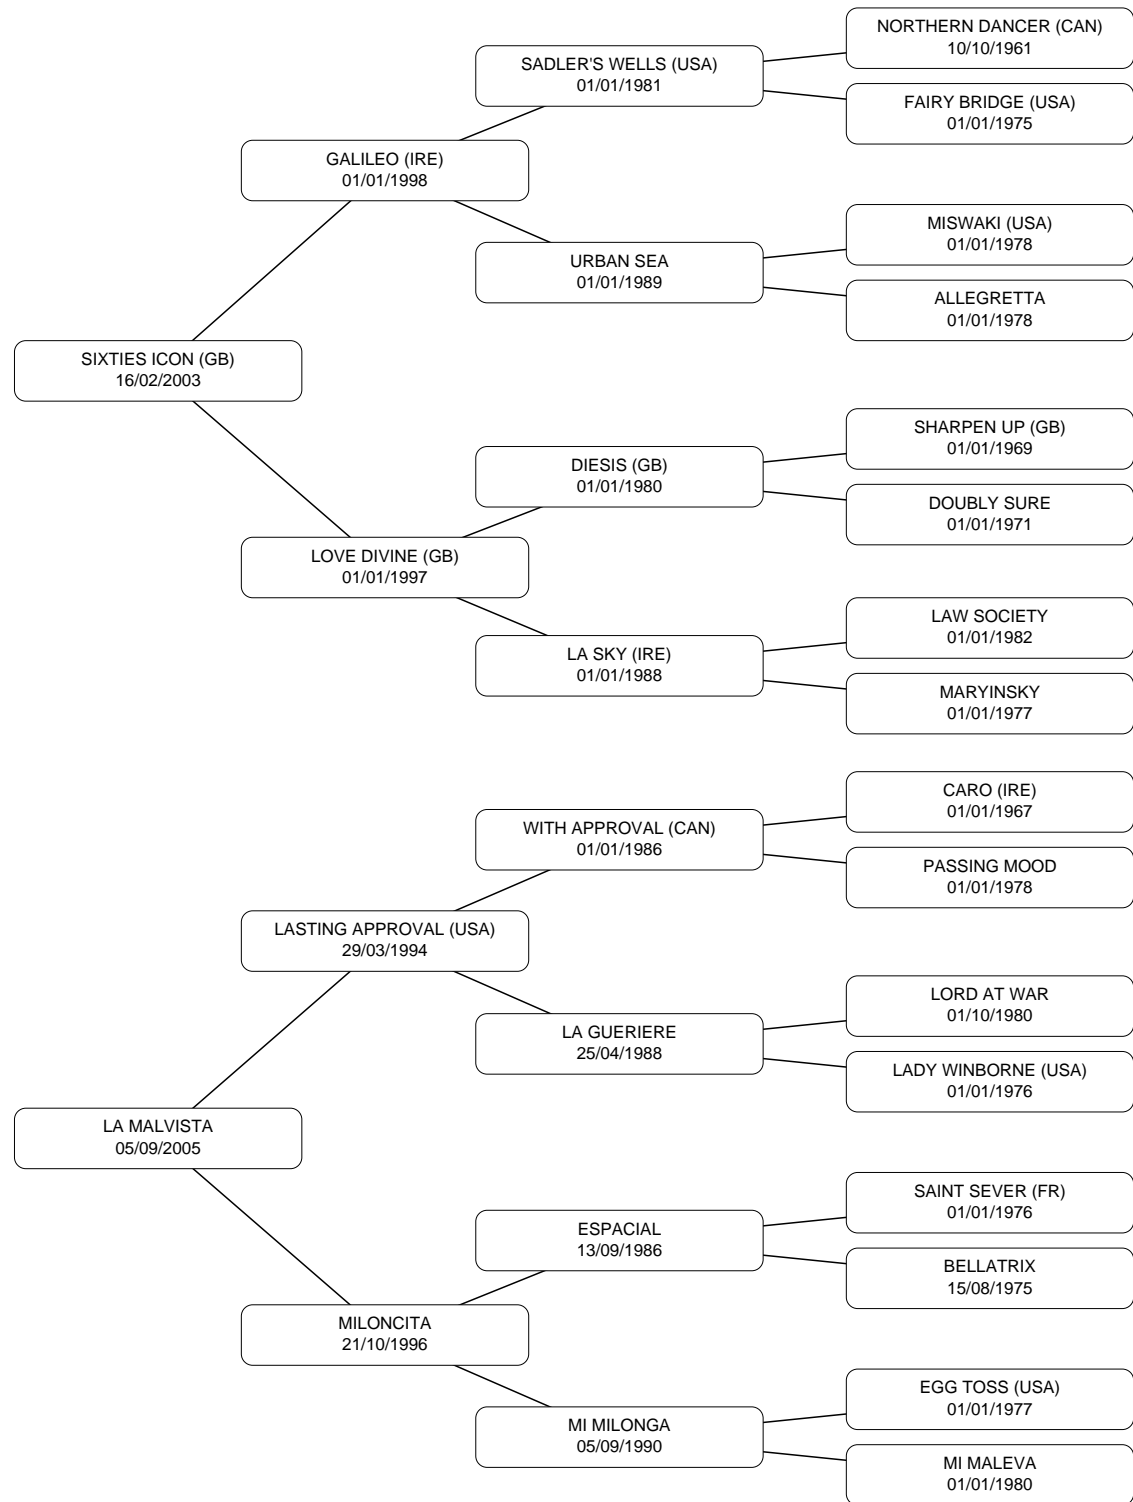 NORTHERN DANCER (CAN)
10/10/1961
SADLER'S WELLS (USA)
01/01/1981
FAIRY BRIDGE (USA)
01/01/1975
GALILEO (IRE)
01/01/1998
MISWAKI (USA)
01/01/1978
URBAN SEA
01/01/1989
ALLEGRETTA
01/01/1978
SIXTIES ICON (GB)
16/02/2003
SHARPEN UP (GB)
01/01/1969
DIESIS (GB)
01/01/1980
DOUBLY SURE
01/01/1971
LOVE DIVINE (GB)
01/01/1997
LAW SOCIETY
01/01/1982
LA SKY (IRE)
01/01/1988
MARYINSKY
01/01/1977
CARO (IRE)
01/01/1967
WITH APPROVAL (CAN)
01/01/1986
PASSING MOOD
01/01/1978
LASTING APPROVAL (USA)
29/03/1994
LORD AT WAR
01/10/1980
LA GUERIERE
25/04/1988
LADY WINBORNE (USA)
01/01/1976
LA MALVISTA
05/09/2005
SAINT SEVER (FR)
01/01/1976
ESPACIAL
13/09/1986
BELLATRIX
15/08/1975
MILONCITA
21/10/1996
EGG TOSS (USA)
01/01/1977
MI MILONGA
05/09/1990
MI MALEVA
01/01/1980